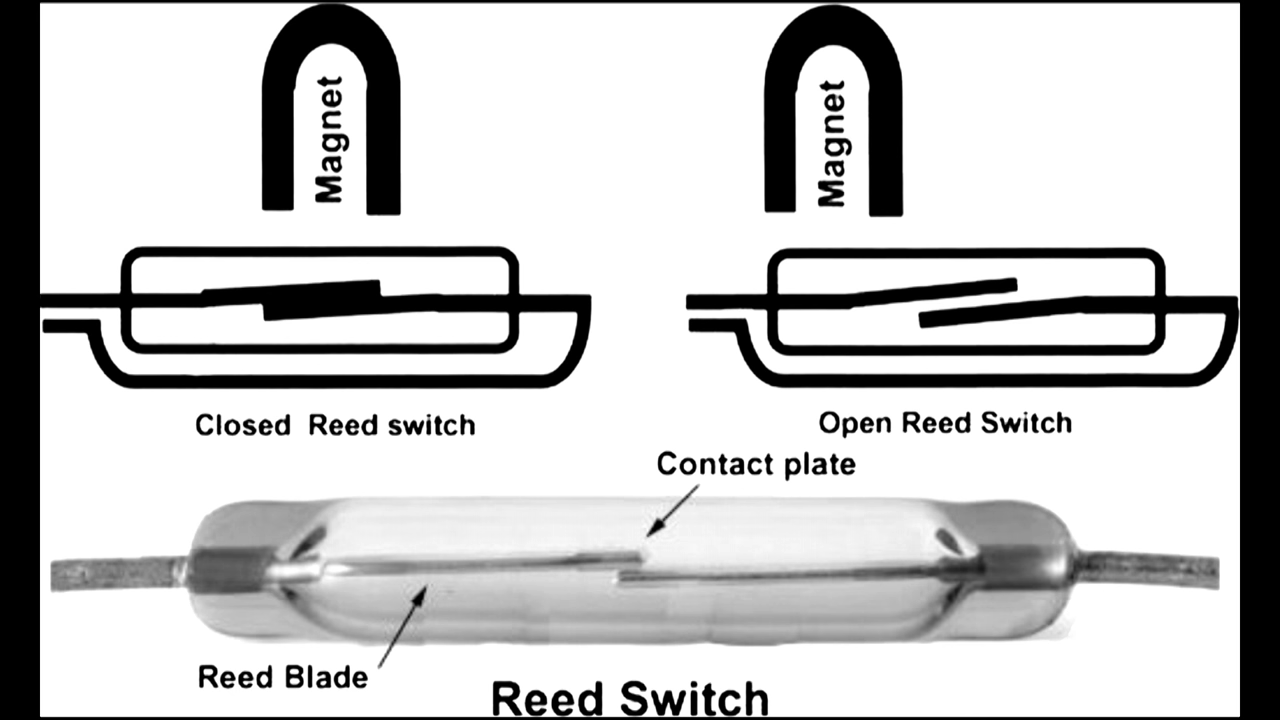 Magnet
Magnet
Closed Reed switch
Open Reed Switch
Contact plate
Reed Blade
Reed Switch